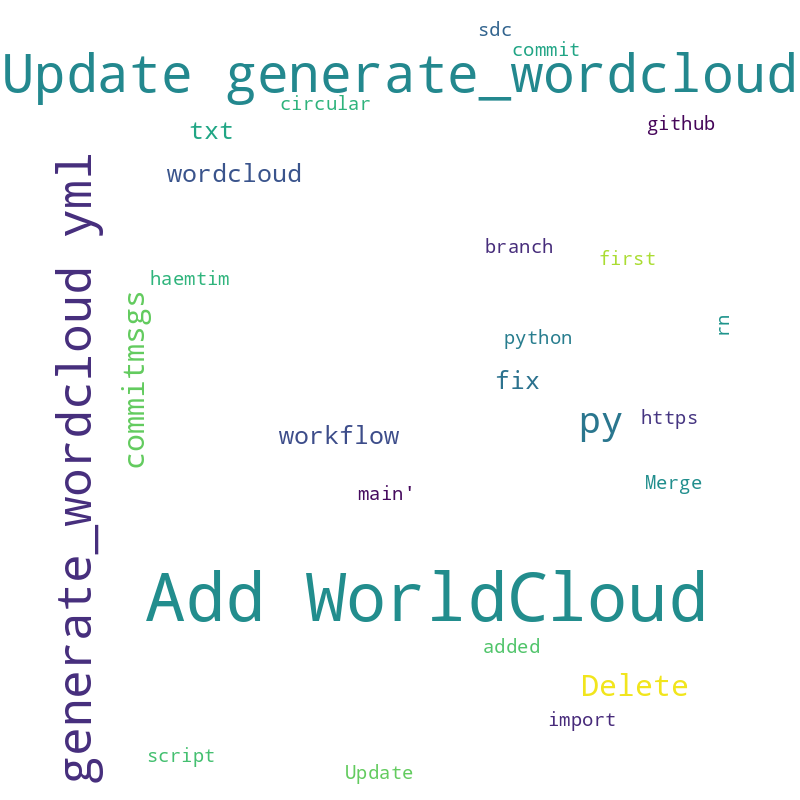 sdc
commit
Update generate_wordcloud
circular
txt
github
wordcloud
generate_wordcloud yml
branch
first
haemtim
commitmsgs
rn
python
fix
py
https
workflow
Merge
main'
Add WorldCloud
added
Delete
import
script
Update